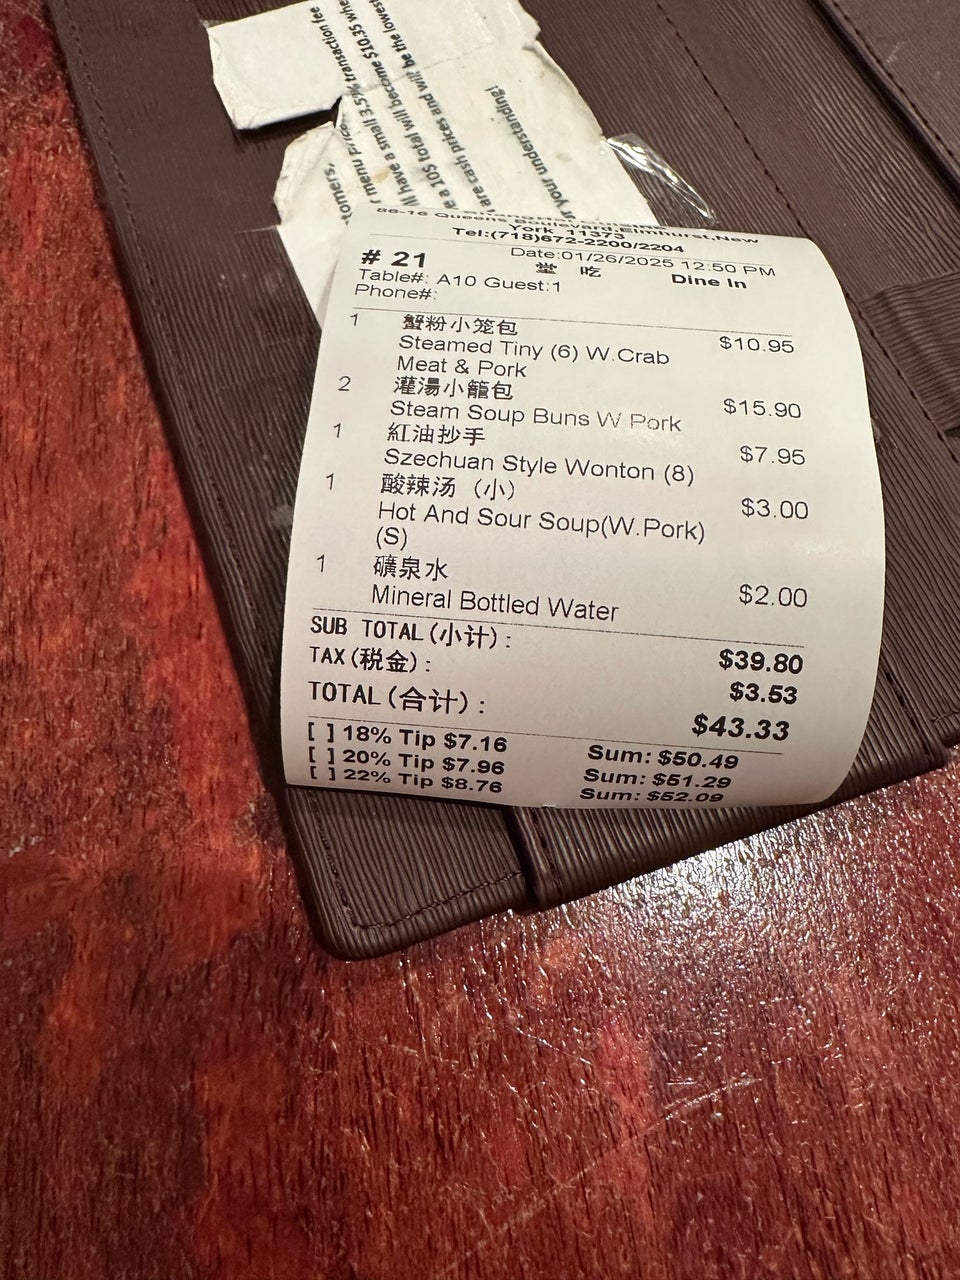 tomers,
menu
have a small 3.5% transaction fee
a 10$ total will become $10.35
are cash prices and will be the lowest
your understanding!
86-16 Queens Boulevard,Elmhurst,New
York, 11373
Tel:(718)672-2200/2204
Date:01/26/2025 12:50 PM
# 21 堂 吃 Dine In
Table#: A10 Guest:1
Phone#:
1 蟹粉小笼包 $10.95
Steamed Tiny (6) W.Crab
Meat & Pork
2 灌湯小籠包 $15.90
Steam Soup Buns W Pork
1 紅油抄手 $7.95
Szechuan Style Wonton (8)
1 酸辣汤 (小) $3.00
Hot And Sour Soup(W.Pork)
(S)
1 礦泉水 $2.00
Mineral Bottled Water
SUB TOTAL(小计): $39.80
TAX(税金): $3.53
TOTAL(合计): $43.33
[ ] 18% Tip $7.16 Sum: $50.49
[ ] 20% Tip $7.96 Sum: $51.29
[ ] 22% Tip $8.76 Sum: $52.09